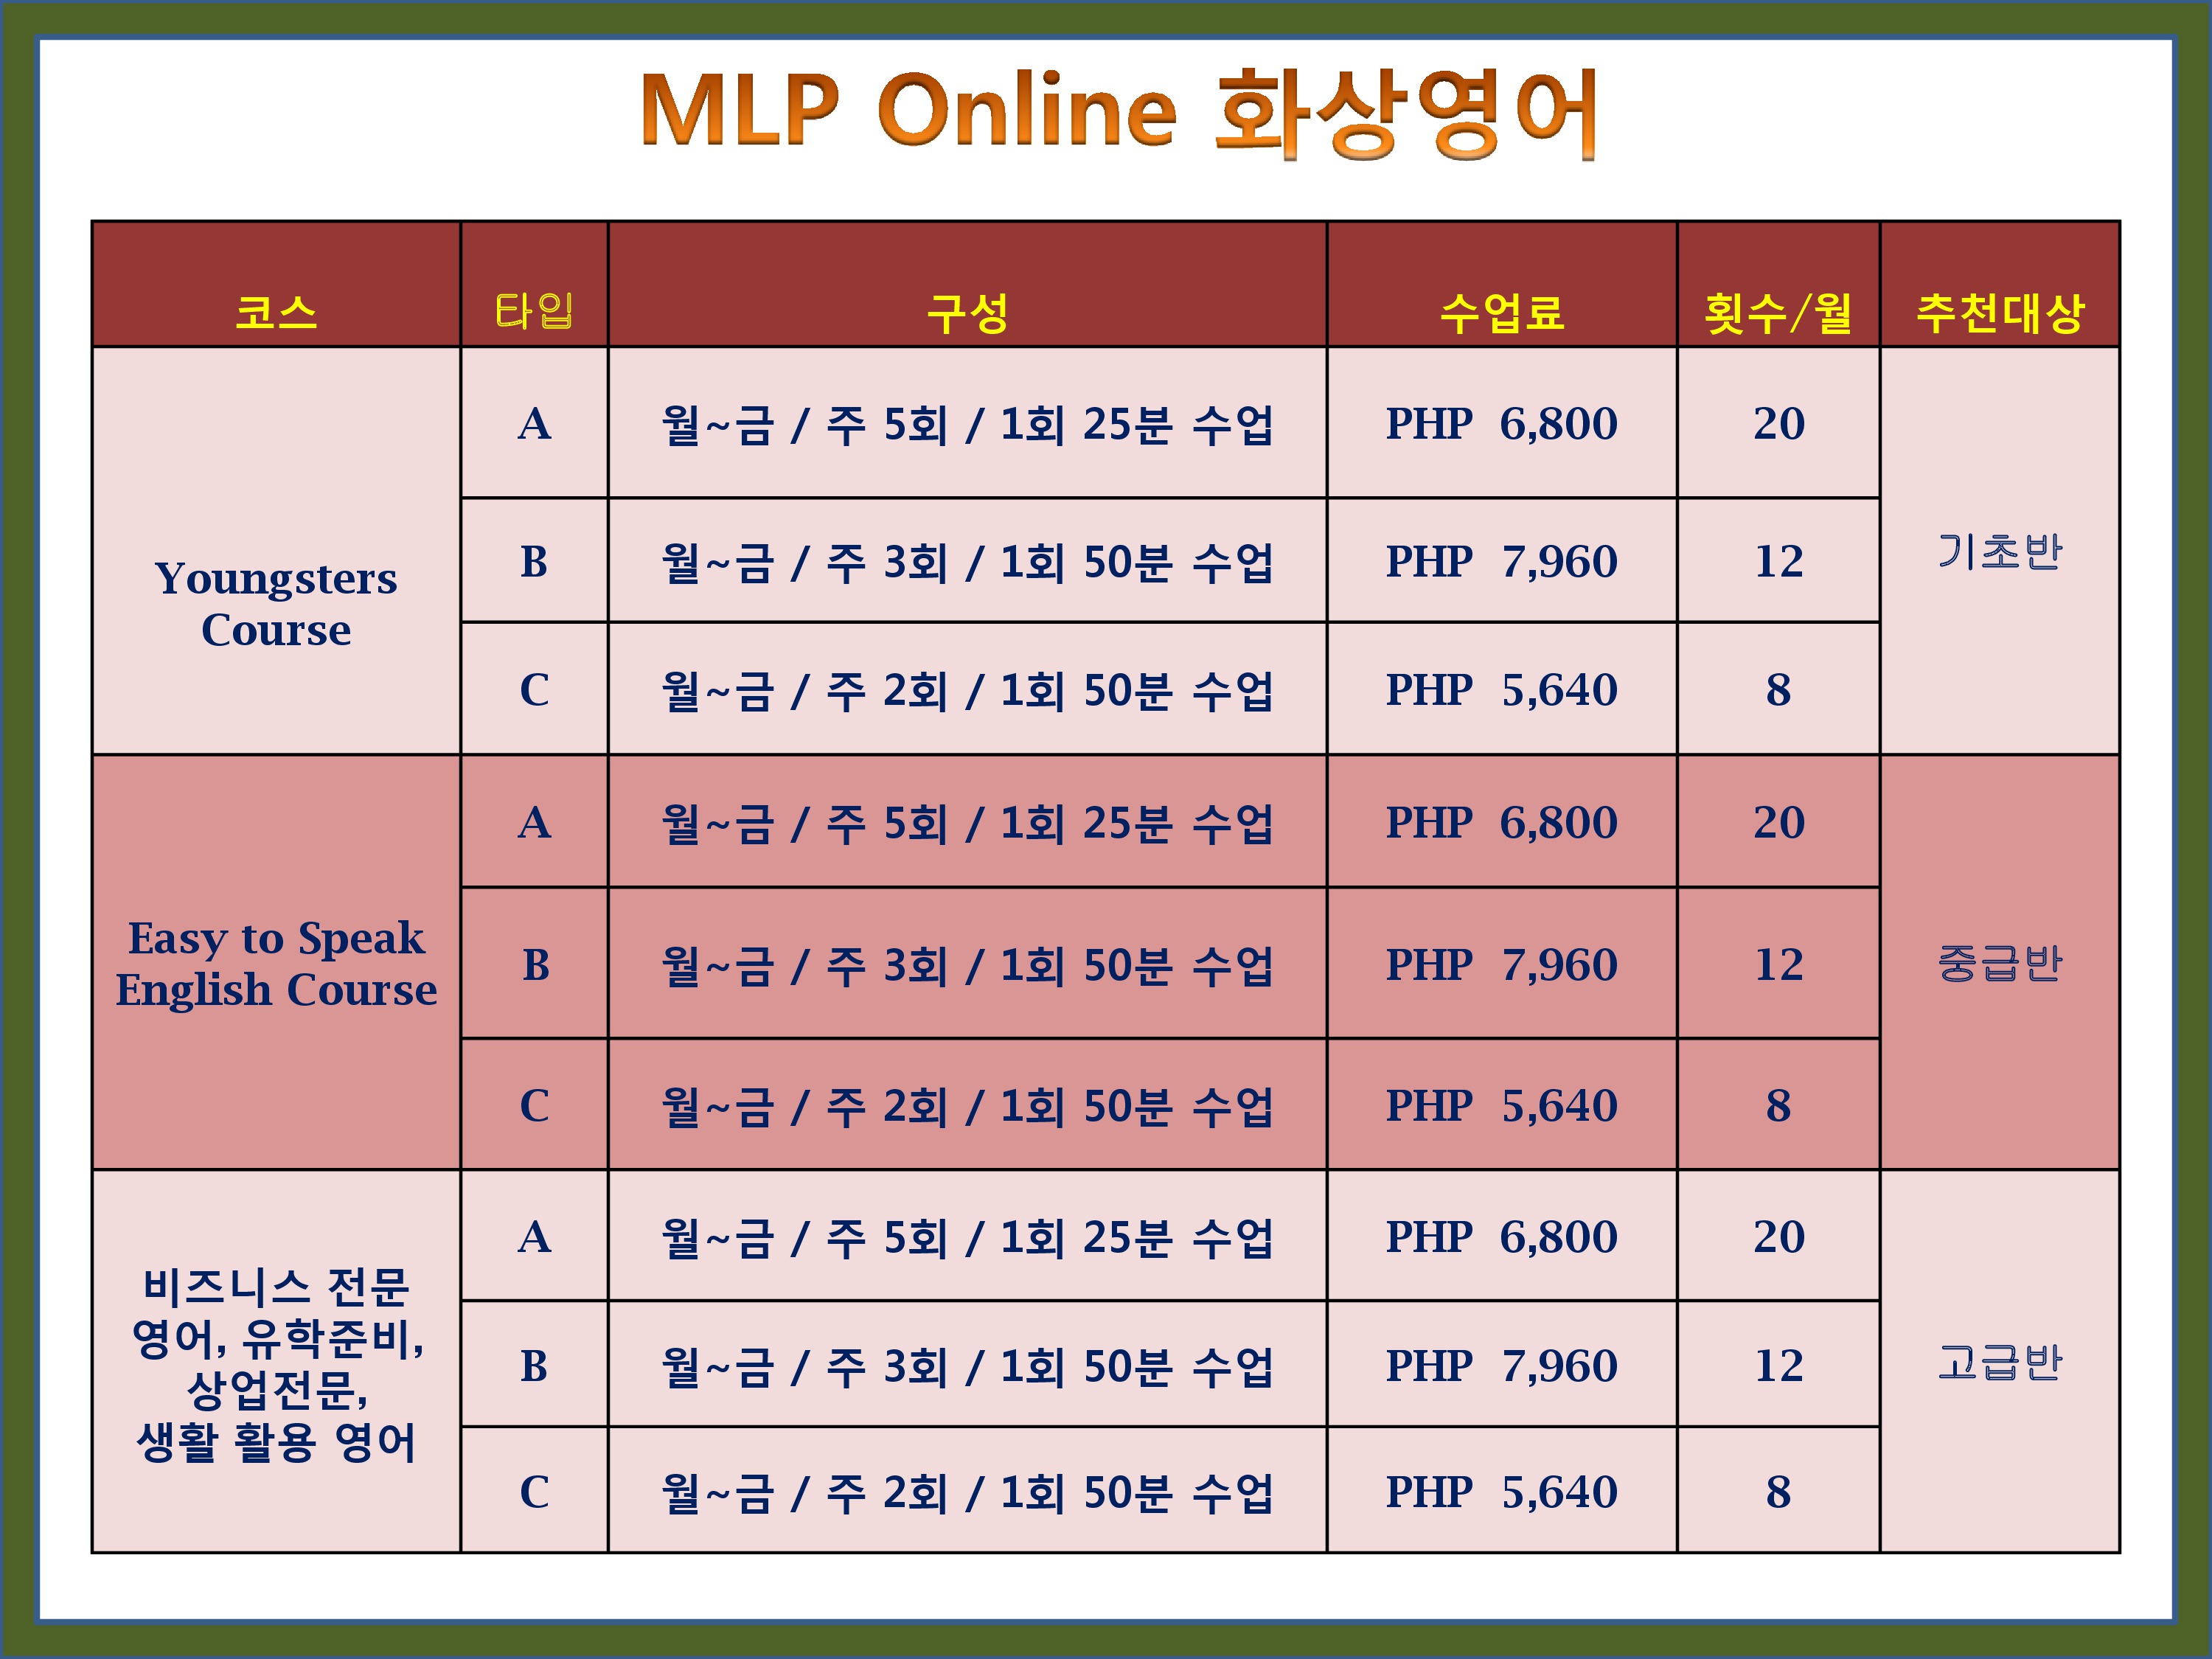 MLP Online 화상영어
코스 타입 구성 수업료 횟수/월 추천대상
Youngsters
Course
A 월~금 / 주 5회 / 1회 25분 수업 PHP 6,800 20
B 월~금 / 주 3회 / 1회 50분 수업 PHP 7,960 12
C 월~금 / 주 2회 / 1회 50분 수업 PHP 5,640 8
기초반
Easy to Speak
English Course
A 월~금 / 주 5회 / 1회 25분 수업 PHP 6,800 20
B 월~금 / 주 3회 / 1회 50분 수업 PHP 7,960 12
C 월~금 / 주 2회 / 1회 50분 수업 PHP 5,640 8
중급반
비즈니스 전문
영어, 유학준비,
상업전문,
생활 활용 영어
A 월~금 / 주 5회 / 1회 25분 수업 PHP 6,800 20
B 월~금 / 주 3회 / 1회 50분 수업 PHP 7,960 12
C 월~금 / 주 2회 / 1회 50분 수업 PHP 5,640 8
고급반